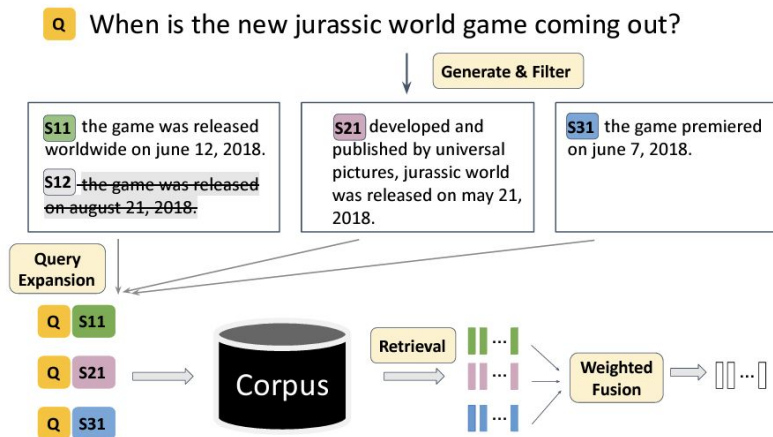 Q When is the new jurassic world game coming out?
Generate & Filter
S11 the game was released
worldwide on june 12, 2018.
S12 the game was released
on august 21, 2018.
S21 developed and
published by universal
pictures, jurassic world
was released on may 21,
2018.
S31 the game premiered
on june 7, 2018.
Query
Expansion
Q S11
Q S21
Q S31
Corpus
Retrieval
...
...
...
Weighted
Fusion
...